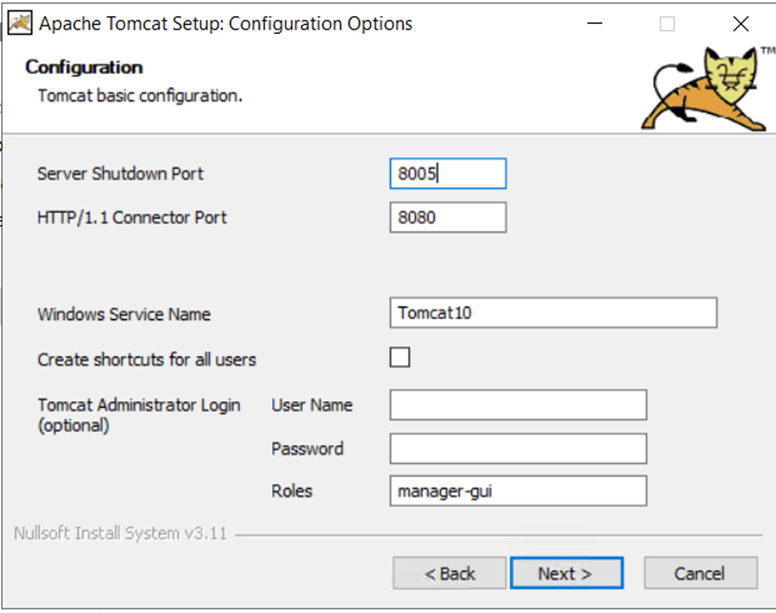 Apache Tomcat Setup: Configuration Options
Configuration
Tomcat basic configuration.
TM
Server Shutdown Port 8005
HTTP/1.1 Connector Port 8080
Windows Service Name Tomcat10
Create shortcuts for all users
Tomcat Administrator Login User Name
(optional)
Password
Roles manager-gui
Nullsoft Install System v3.11
< Back Next > Cancel